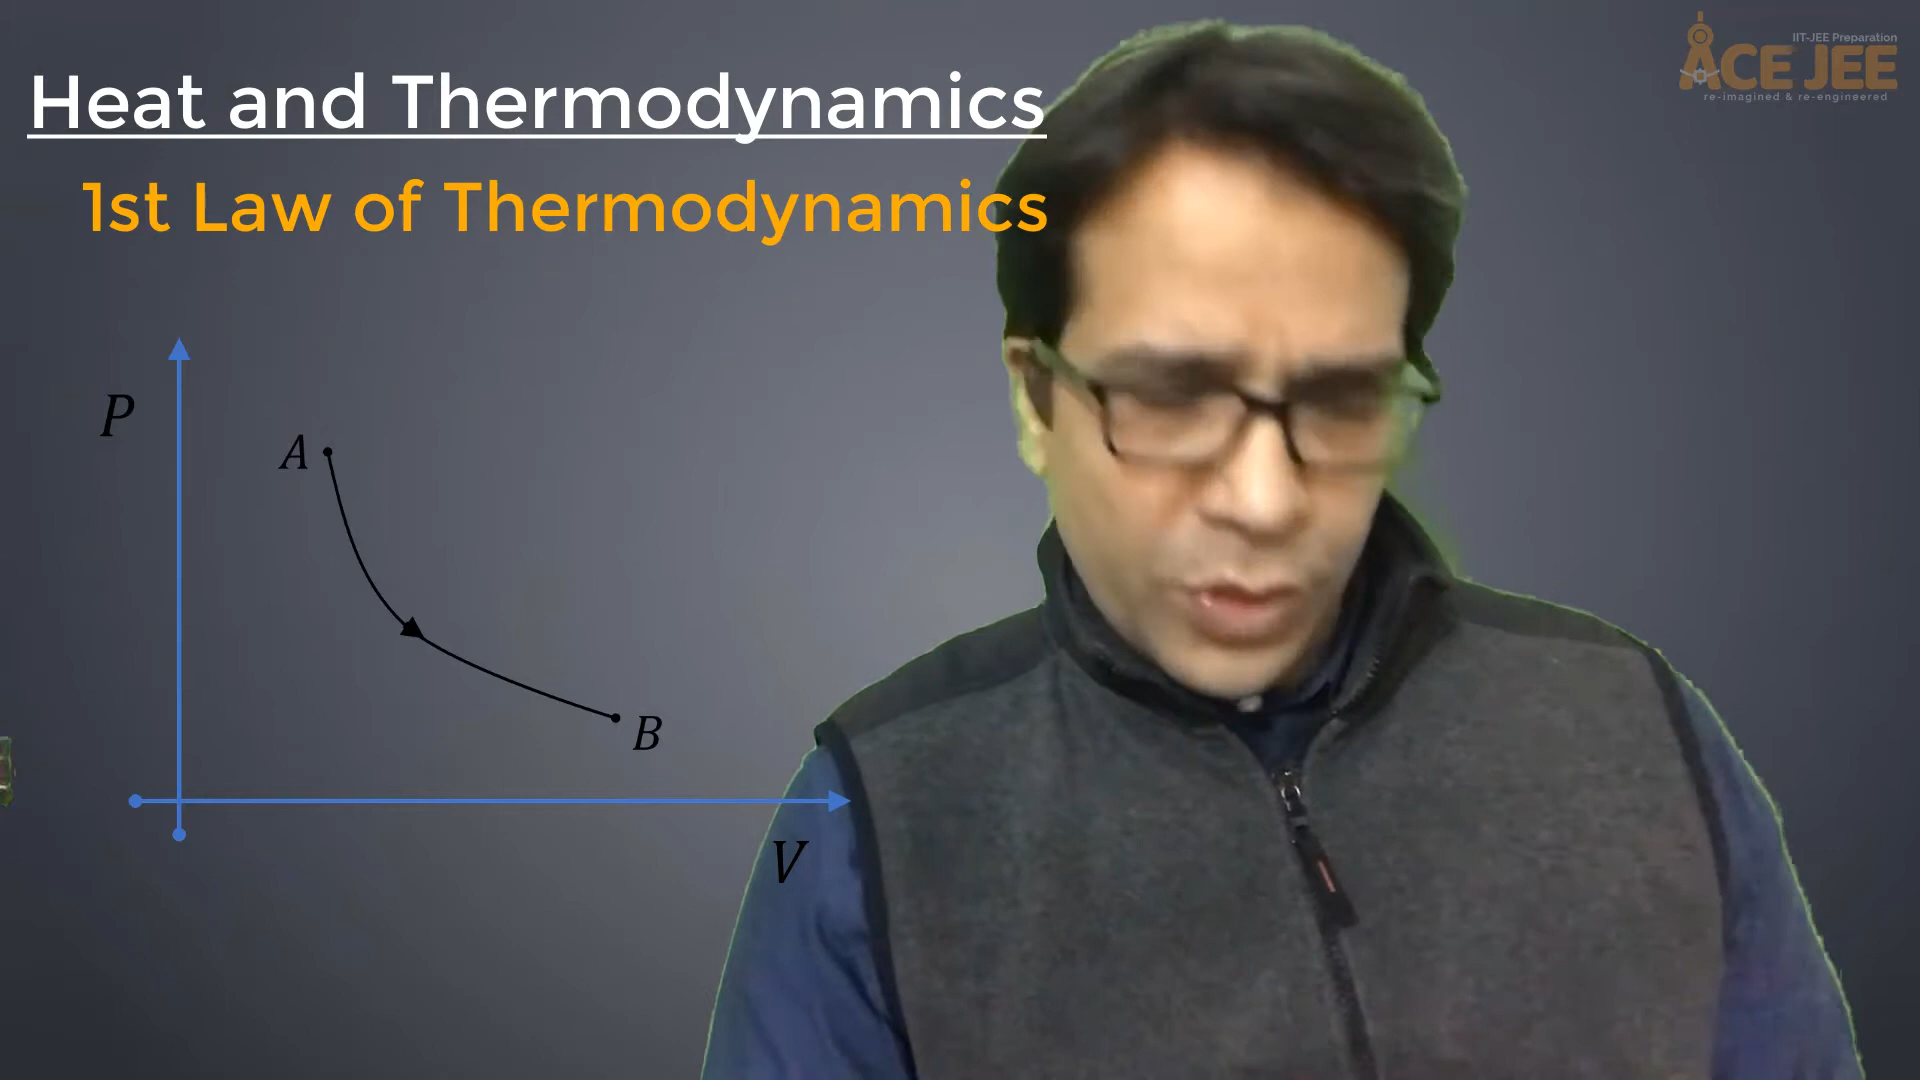 Heat and Thermodynamics
1st Law of Thermodynamics
IIT-JEE Preparation
ACE JEE
re-imagined & re-engineered
P
A
B
V